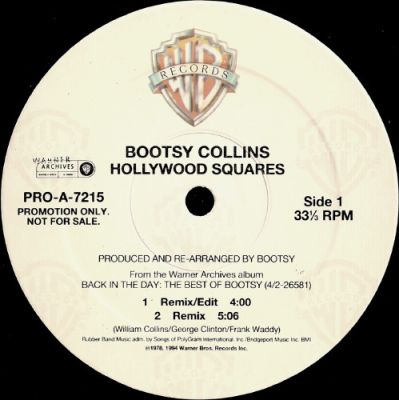 WB
RECORDS
BOOTSY COLLINS
HOLLYWOOD SQUARES
WARNER
ARCHIVES
PRO-A-7215
PROMOTION ONLY.
NOT FOR SALE.
Side 1
33⅓ RPM
PRODUCED AND RE-ARRANGED BY BOOTSY
From the Warner Archives album
BACK IN THE DAY: THE BEST OF BOOTSY (4/2-26581)
1 Remix/Edit 4:00
2 Remix 5:06
(William Collins/George Clinton/Frank Waddy)
Rubber Band Music adm. by Songs of PolyGram International, Inc./Bridgeport Music Inc. BMI
℗1978, 1994 Warner Bros. Records Inc.